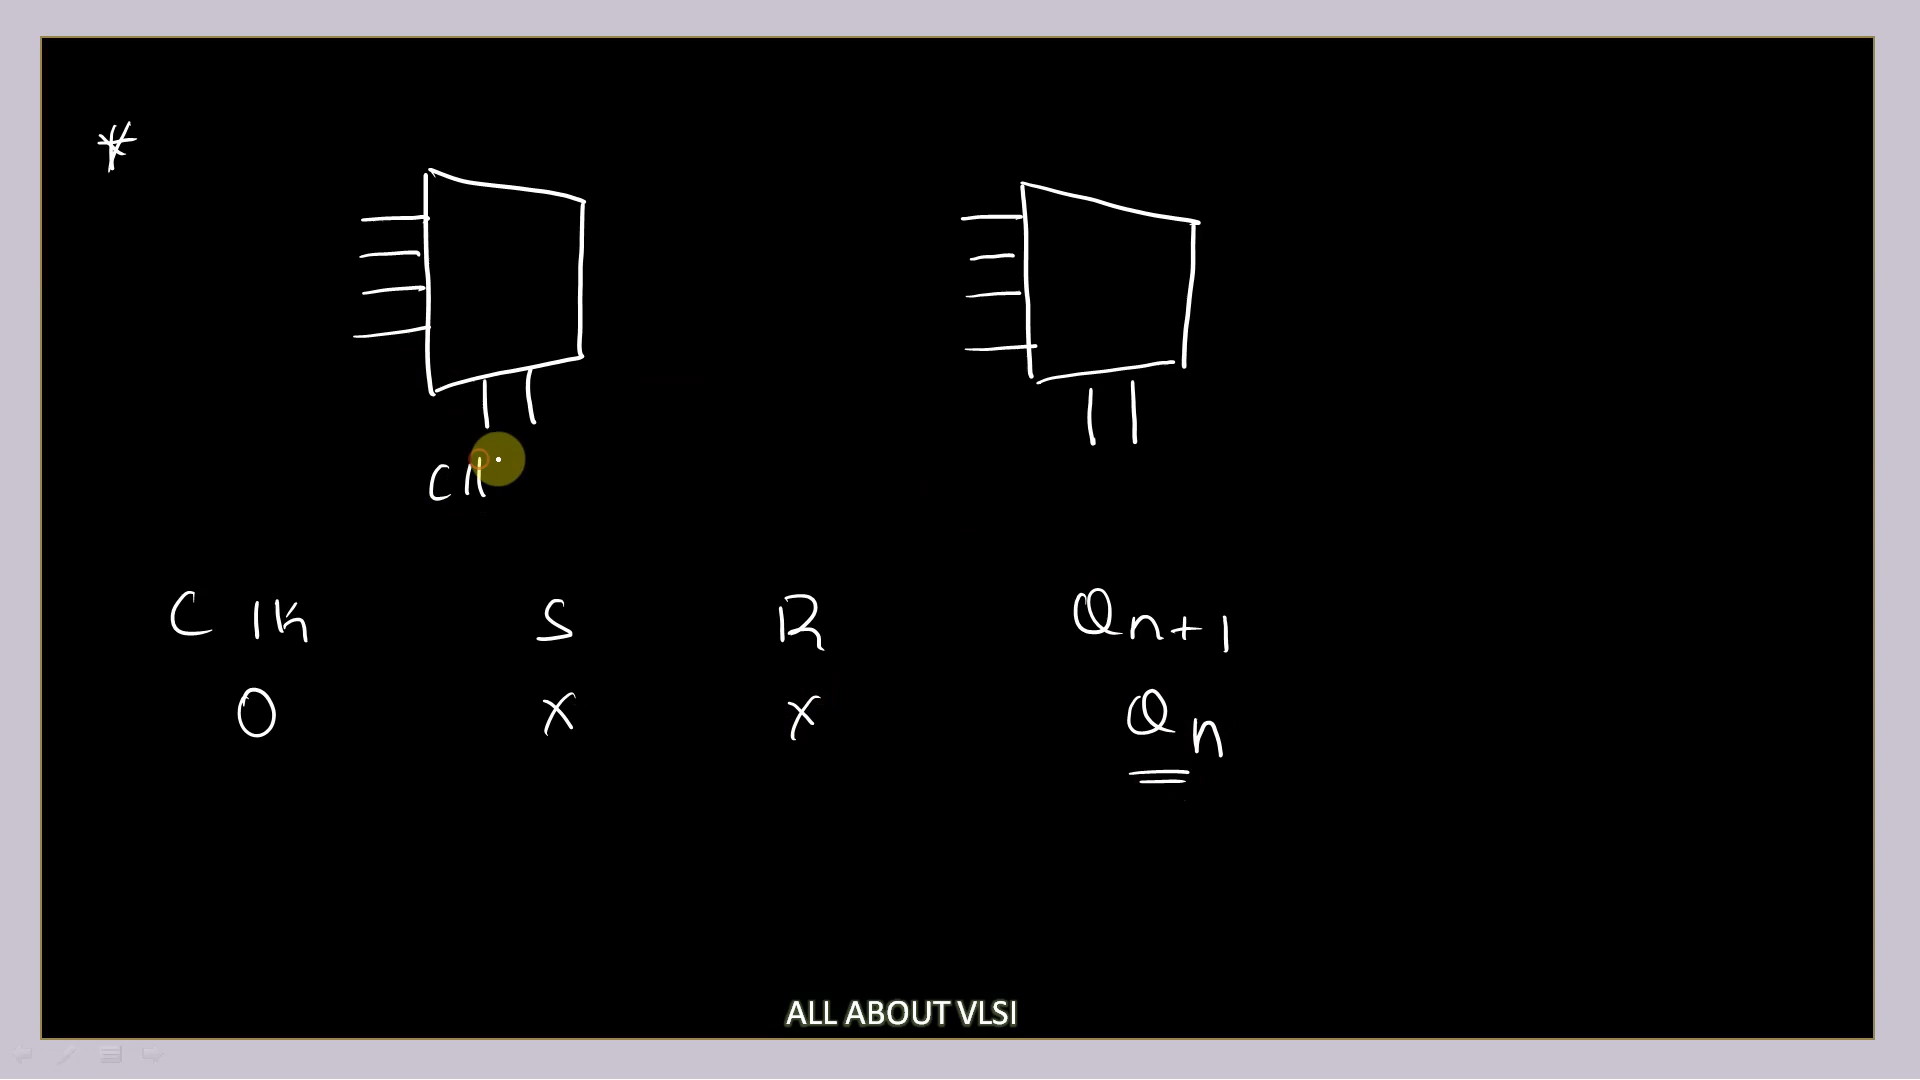 *
Clk
Clk S R Qn+1
0 X X Qn
ALL ABOUT VLSI